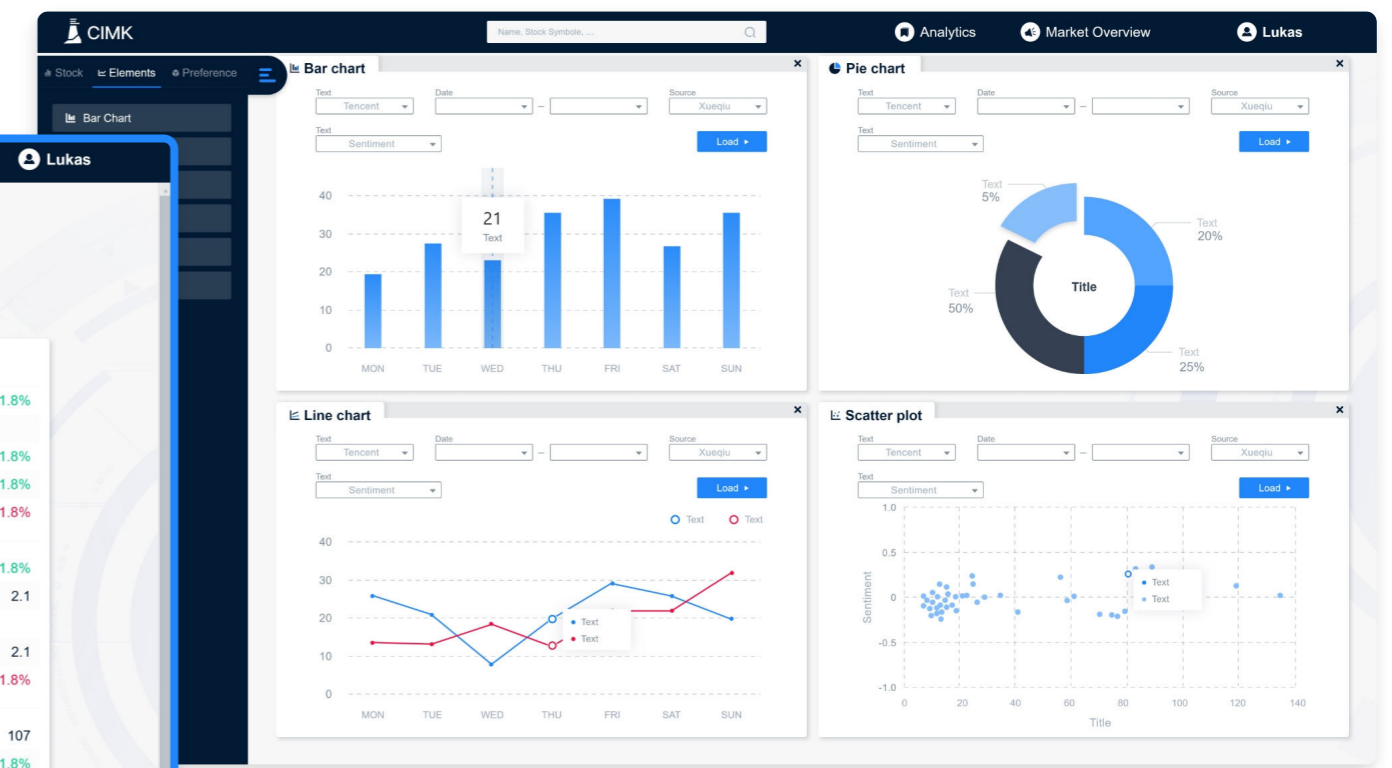 CIMK
Name, Stock Symbole, ...
Analytics
Market Overview
Lukas
Stock
Elements
Preference
Bar Chart
Lukas
1.8%
1.8%
1.8%
1.8%
1.8%
2.1
2.1
1.8%
107
1.8%
Bar chart
Text
Tencent
Date
–
Source
Xueqiu
Text
Sentiment
Load
40
30
20
10
0
21
Text
MON TUE WED THU FRI SAT SUN
Pie chart
Text
Tencent
Date
–
Source
Xueqiu
Text
Sentiment
Load
Text
5%
Text
20%
Text
50%
Title
Text
25%
Line chart
Text
Tencent
Date
–
Source
Xueqiu
Text
Sentiment
Load
Text
Text
40
30
20
10
0
Text
Text
MON TUE WED THU FRI SAT SUN
Scatter plot
Text
Tencent
Date
–
Source
Xueqiu
Text
Sentiment
Load
1.0
0.5
0
-0.5
-1.0
Sentiment
Text
Text
0 20 40 60 80 100 120 140
Title